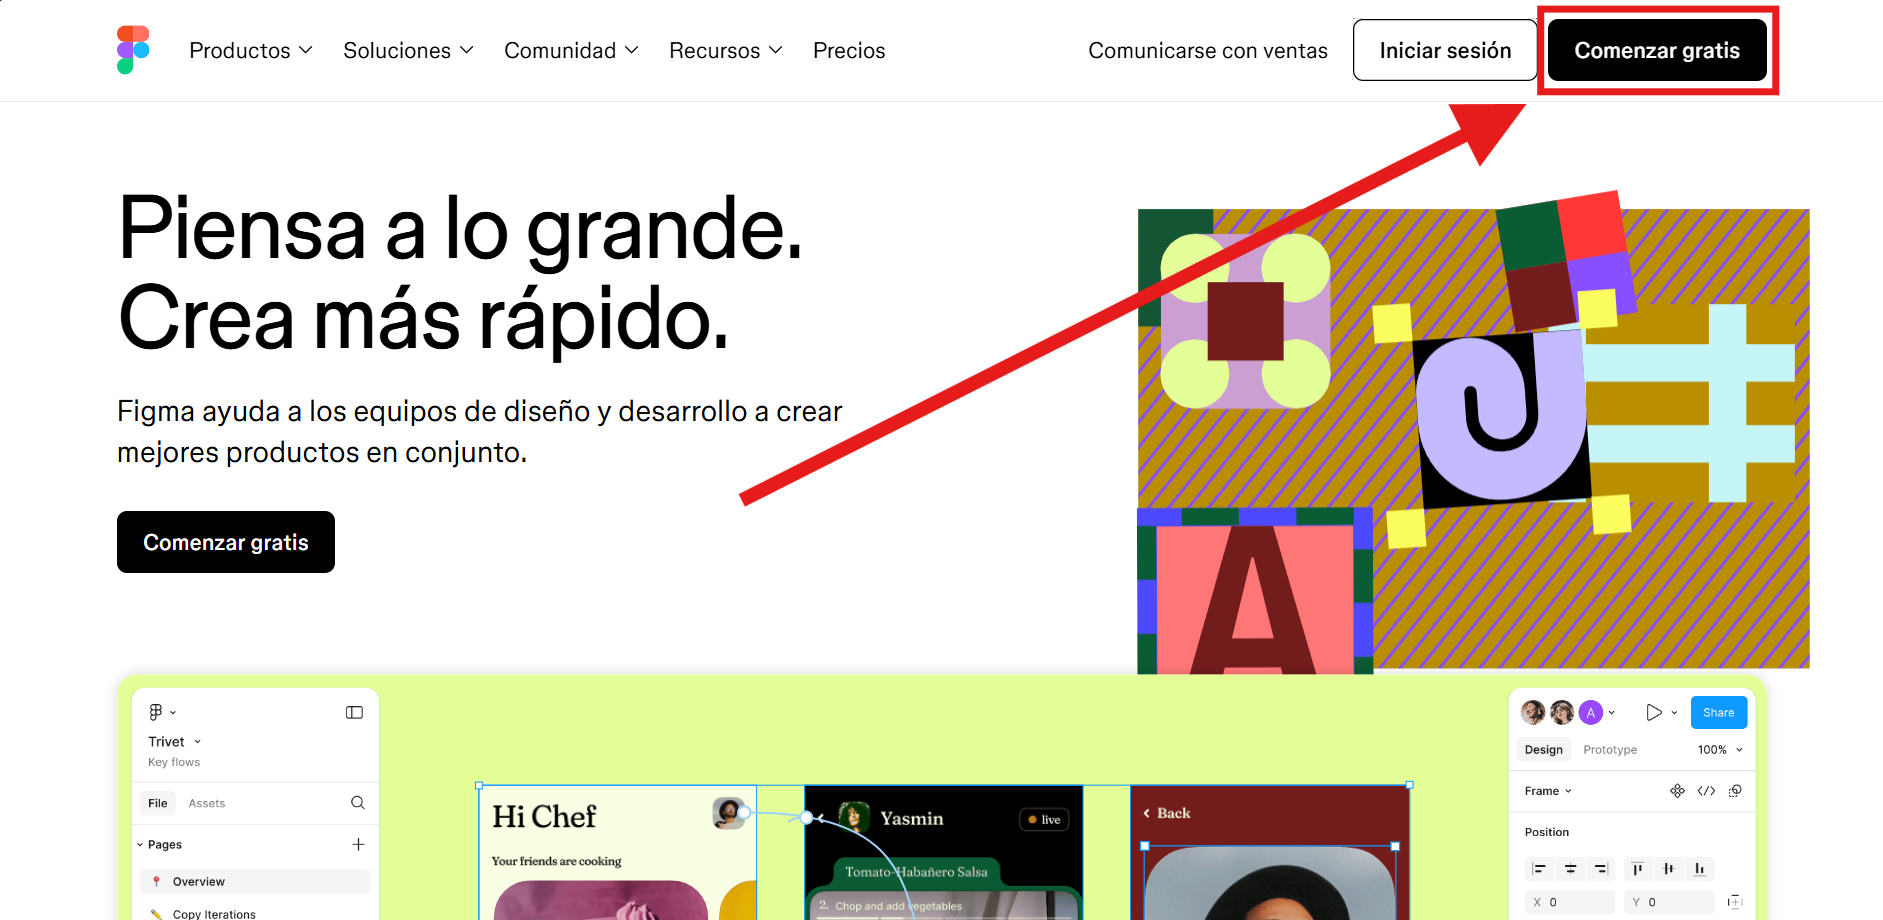 Productos Soluciones Comunidad Recursos Precios Comunicarse con ventas Iniciar sesión Comenzar gratis
Piensa a lo grande.
Crea más rápido.
Figma ayuda a los equipos de diseño y desarrollo a crear
mejores productos en conjunto.
Comenzar gratis
A
Trivet
Key flows
File Assets
Pages
Overview
Copy Iterations
Hi Chef
Your friends are cooking
Yasmin
live
Tomato-Habañero Salsa
2. Chop and add vegetables
Back
A
Share
Design Prototype 100%
Frame
Position
X 0 Y 0